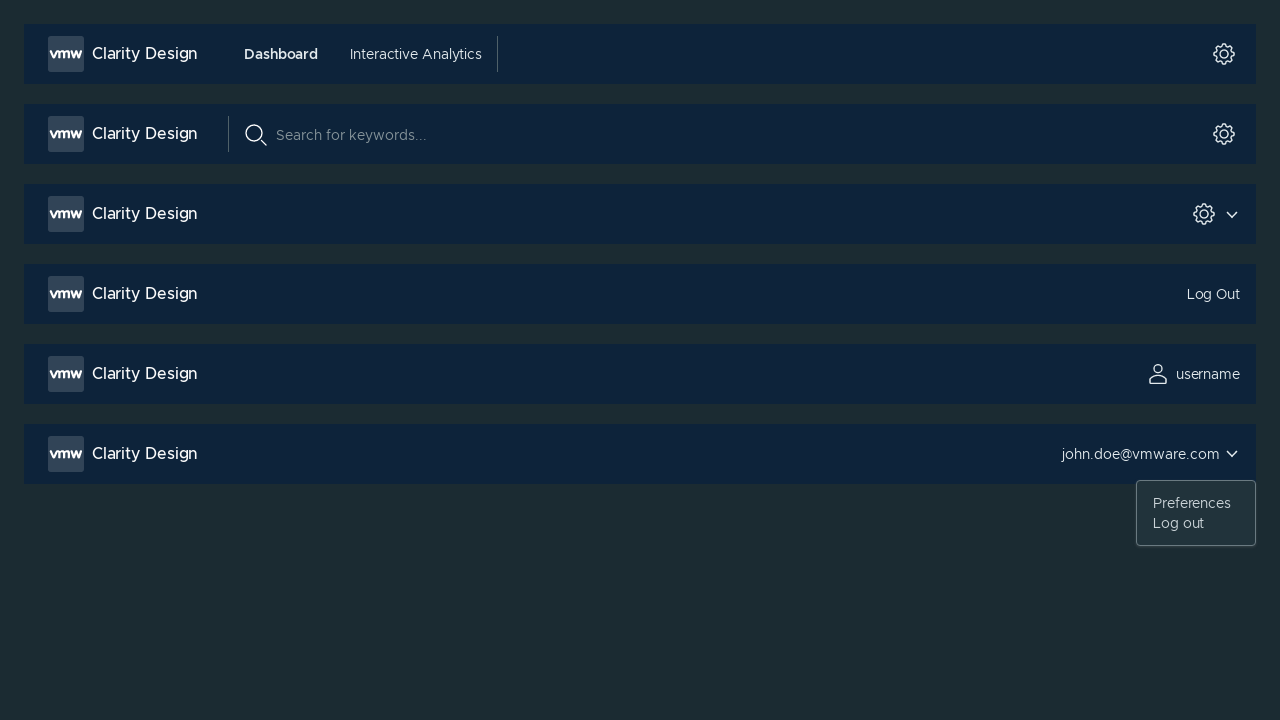 vmw Clarity Design Dashboard Interactive Analytics
vmw Clarity Design Search for keywords...
vmw Clarity Design
vmw Clarity Design Log Out
vmw Clarity Design username
vmw Clarity Design john.doe@vmware.com
Preferences
Log out